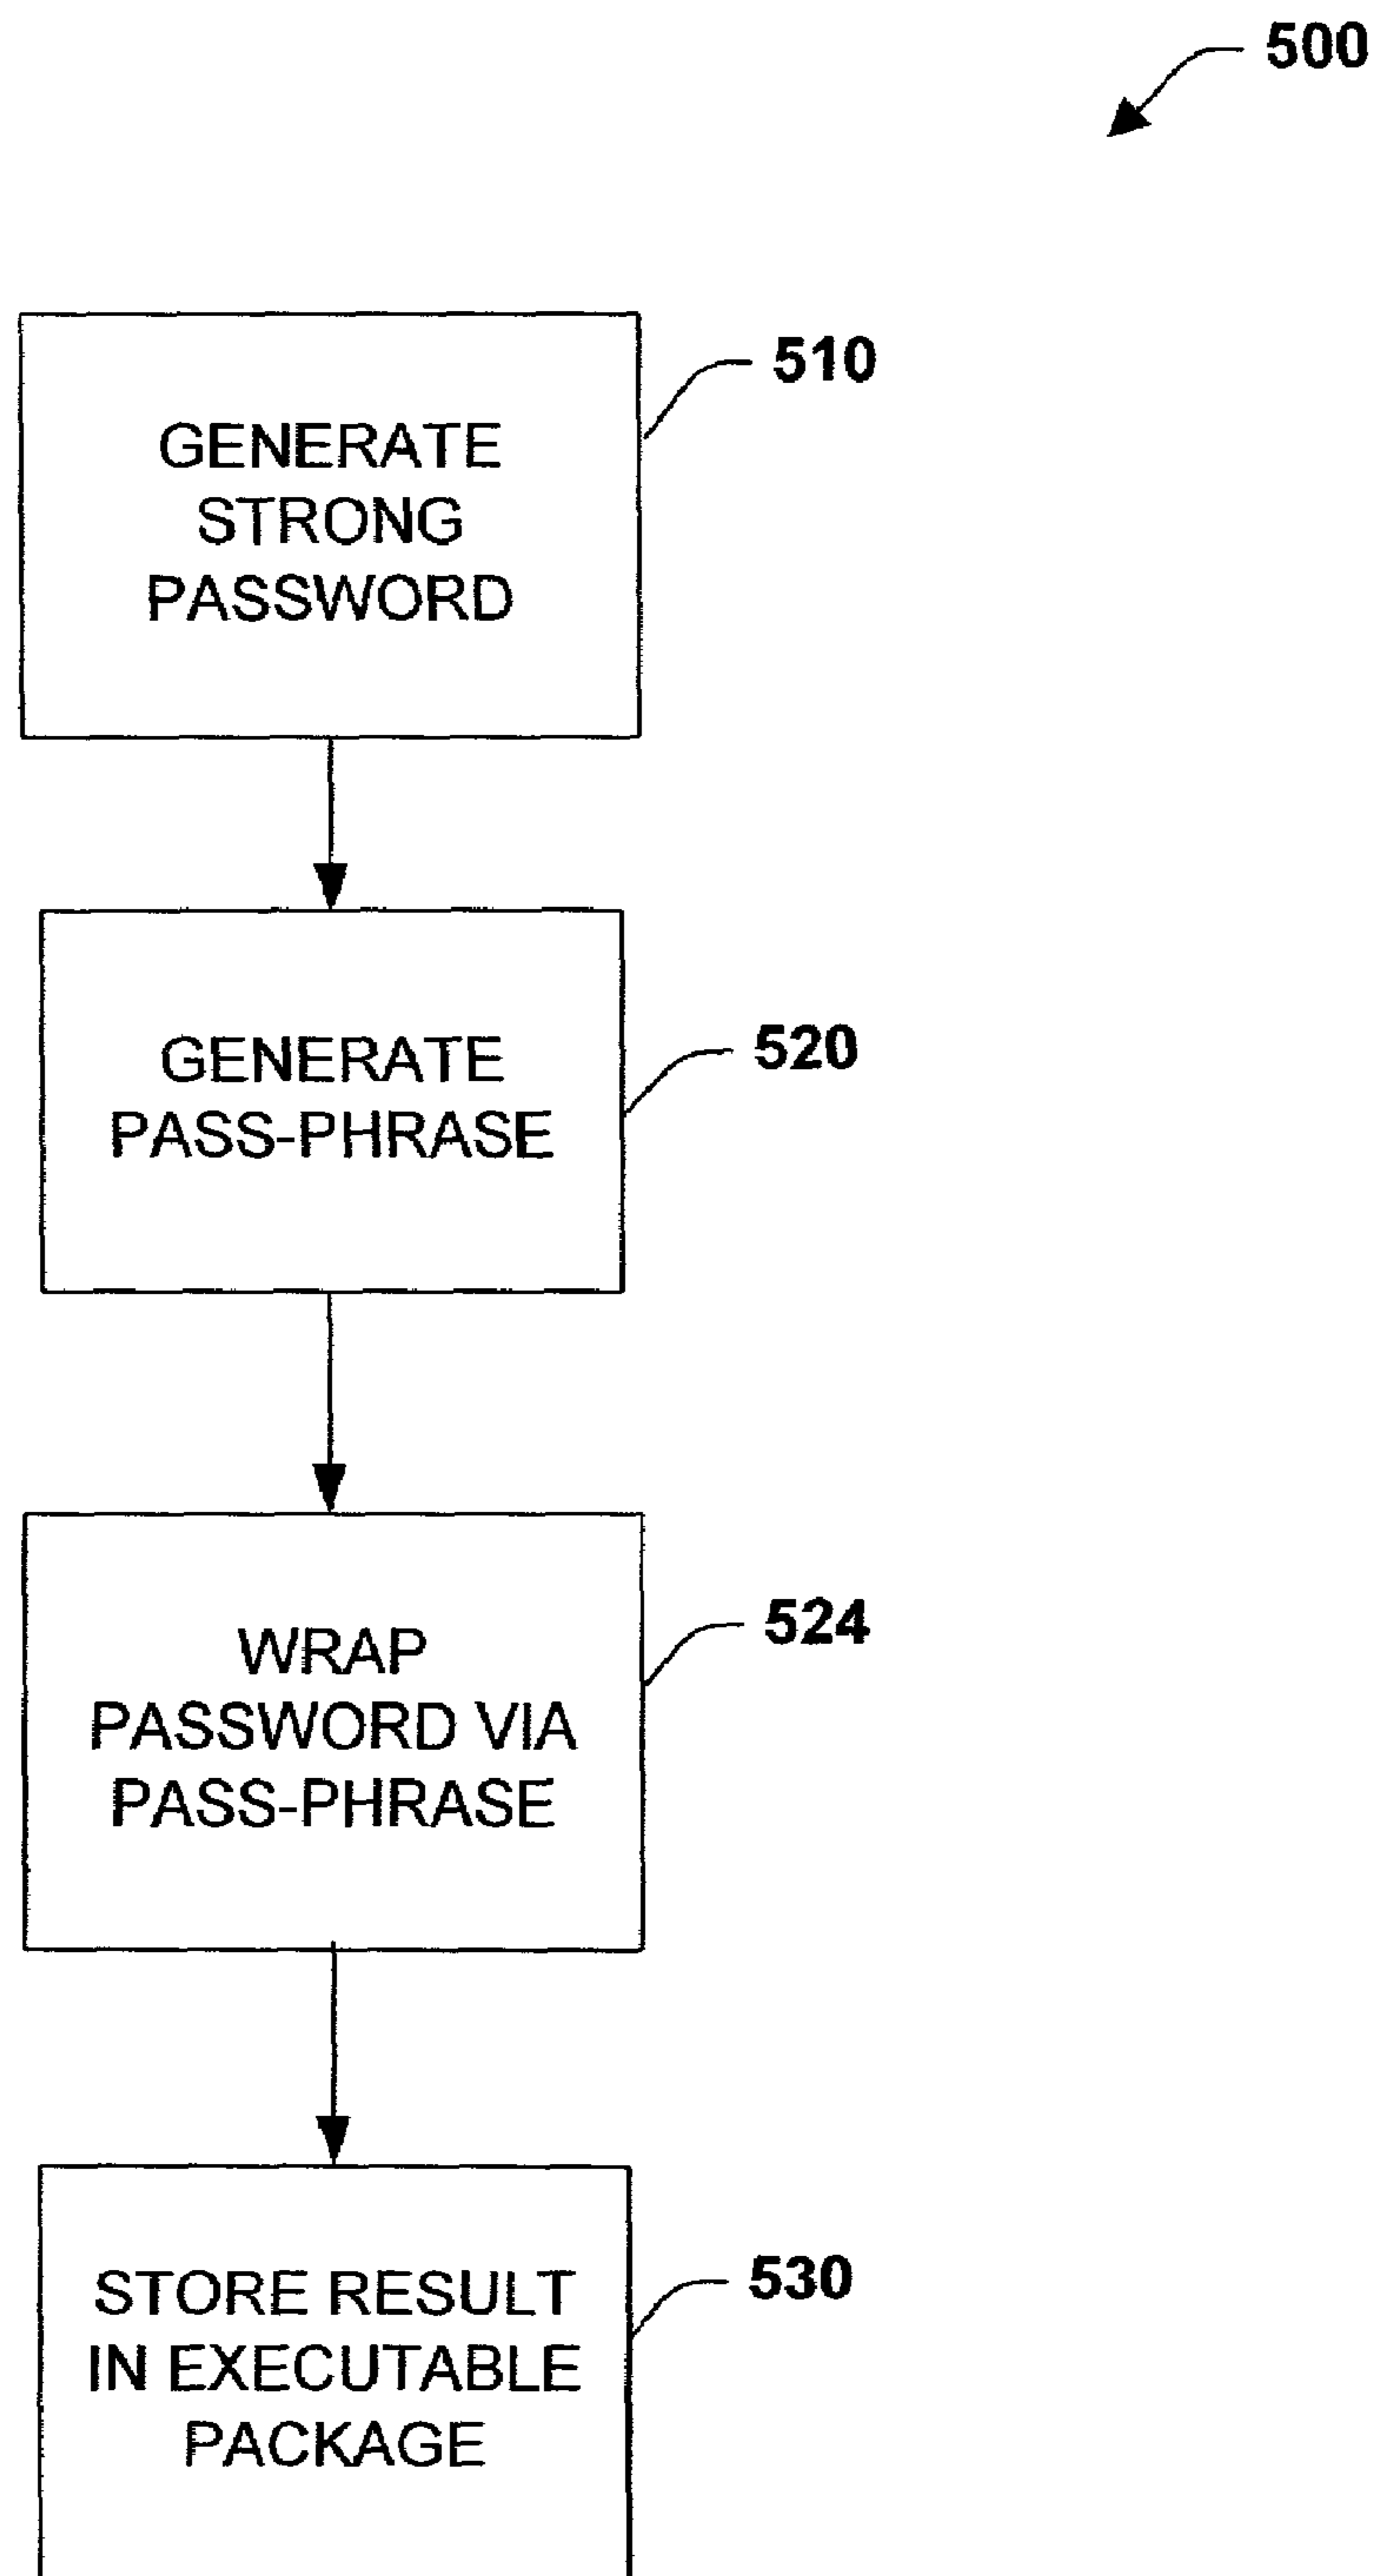 500
GENERATE
STRONG
PASSWORD
510
GENERATE
PASS-PHRASE
520
WRAP
PASSWORD VIA
PASS-PHRASE
524
STORE RESULT
IN EXECUTABLE
PACKAGE
530